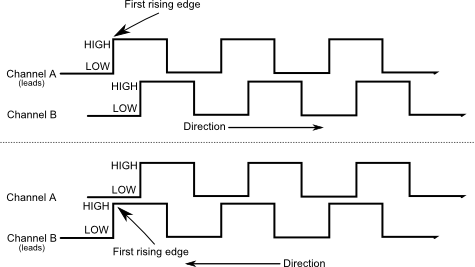 First rising edge
HIGH
LOW
Channel A
(leads)
HIGH
LOW
Channel B
Direction
HIGH
LOW
Channel A
HIGH
LOW
Channel B
(leads)
First rising edge
Direction